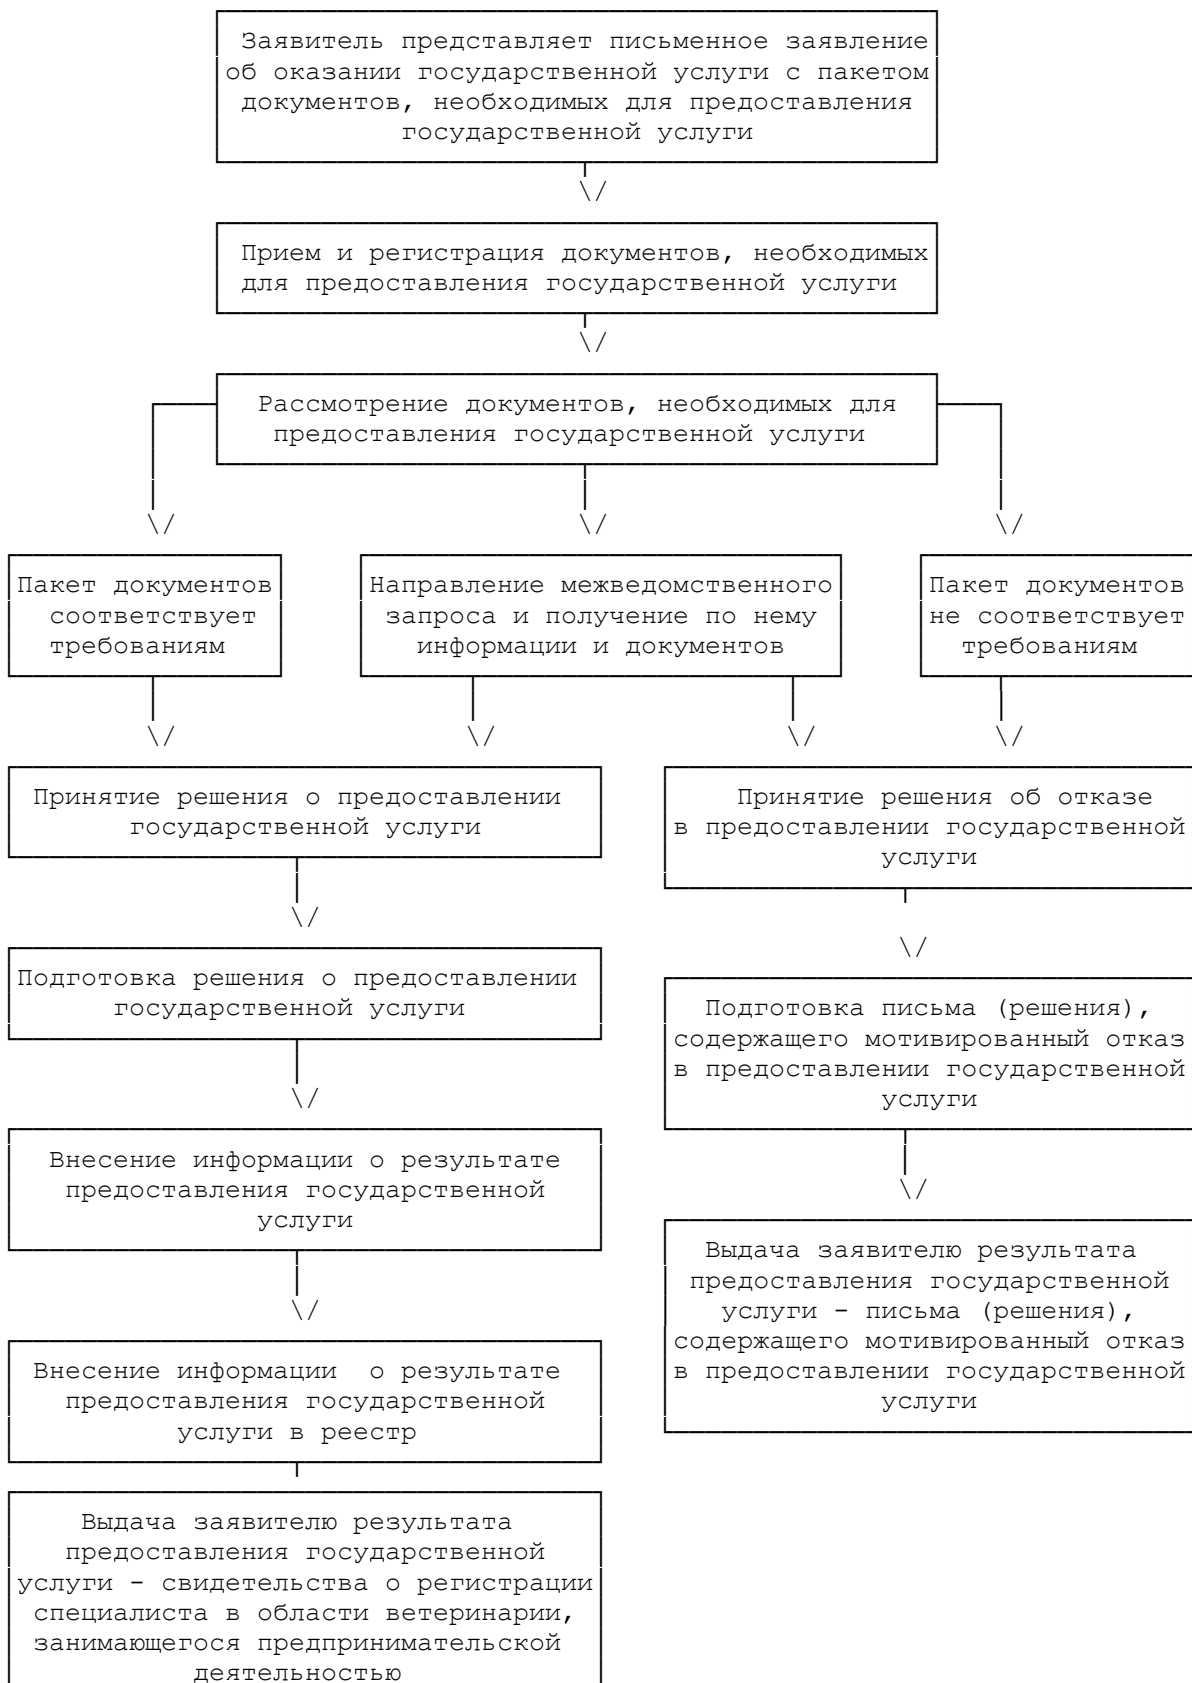 Заявитель представляет письменное заявление
об оказании государственной услуги с пакетом
документов, необходимых для предоставления
государственной услуги
Прием и регистрация документов, необходимых
для предоставления государственной услуги
Рассмотрение документов, необходимых для
предоставления государственной услуги
Пакет документов
соответствует
требованиям
Направление межведомственного
запроса и получение по нему
информации и документов
Пакет документов
не соответствует
требованиям
Принятие решения о предоставлении
государственной услуги
Принятие решения об отказе
в предоставлении государственной
услуги
Подготовка решения о предоставлении
государственной услуги
Подготовка письма (решения),
содержащего мотивированный отказ
в предоставлении государственной
услуги
Внесение информации о результате
предоставления государственной
услуги
Выдача заявителю результата
предоставления государственной
услуги - письма (решения),
содержащего мотивированный отказ
в предоставлении государственной
услуги
Внесение информации  о результате
предоставления государственной
услуги в реестр
Выдача заявителю результата
предоставления государственной
услуги - свидетельства о регистрации
специалиста в области ветеринарии,
занимающегося предпринимательской
деятельностью